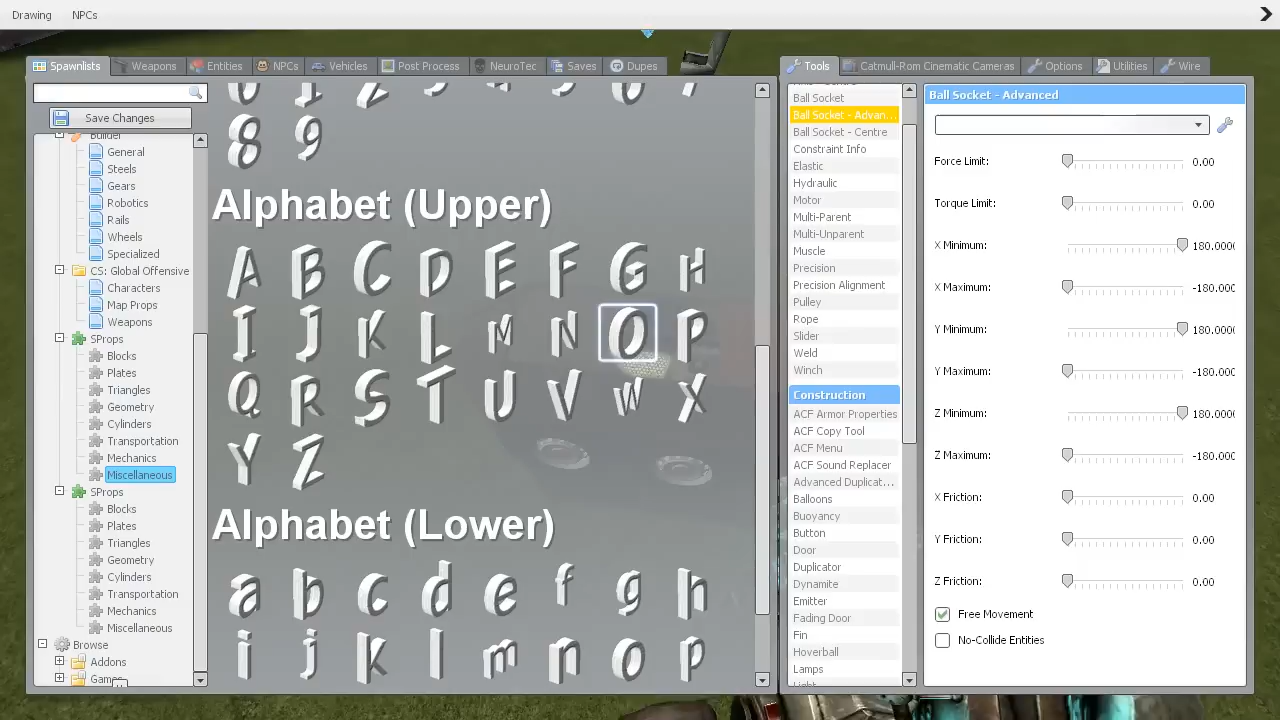 Drawing NPCs
Spawnlists Weapons Entities NPCs Vehicles Post Process NeuroTec Saves Dupes
Save Changes
Builder
General
Steels
Gears
Robotics
Rails
Wheels
Specialized
CS: Global Offensive
Characters
Map Props
Weapons
SProps
Blocks
Plates
Triangles
Geometry
Cylinders
Transportation
Mechanics
Miscellaneous
SProps
Blocks
Plates
Triangles
Geometry
Cylinders
Transportation
Mechanics
Miscellaneous
Browse
Addons
Games
8 9
Alphabet (Upper)
A B C D E F G H
I J K L M N O P
Q R S T U V W X
Y Z
Alphabet (Lower)
a b c d e f g h
i j k l m n o p
Tools Catmull-Rom Cinematic Cameras Options Utilities Wire
Ball Socket
Ball Socket - Advan...
Ball Socket - Centre
Constraint Info
Elastic
Hydraulic
Motor
Multi-Parent
Multi-Unparent
Muscle
Precision
Precision Alignment
Pulley
Rope
Slider
Weld
Winch
Construction
ACF Armor Properties
ACF Copy Tool
ACF Menu
ACF Sound Replacer
Advanced Duplicat...
Balloons
Buoyancy
Button
Door
Duplicator
Dynamite
Emitter
Fading Door
Fin
Hoverball
Lamps
Light
Ball Socket - Advanced
Force Limit: 0.00
Torque Limit: 0.00
X Minimum: 180.000
X Maximum: -180.000
Y Minimum: 180.000
Y Maximum: -180.000
Z Minimum: 180.000
Z Maximum: -180.000
X Friction: 0.00
Y Friction: 0.00
Z Friction: 0.00
Free Movement
No-Collide Entities